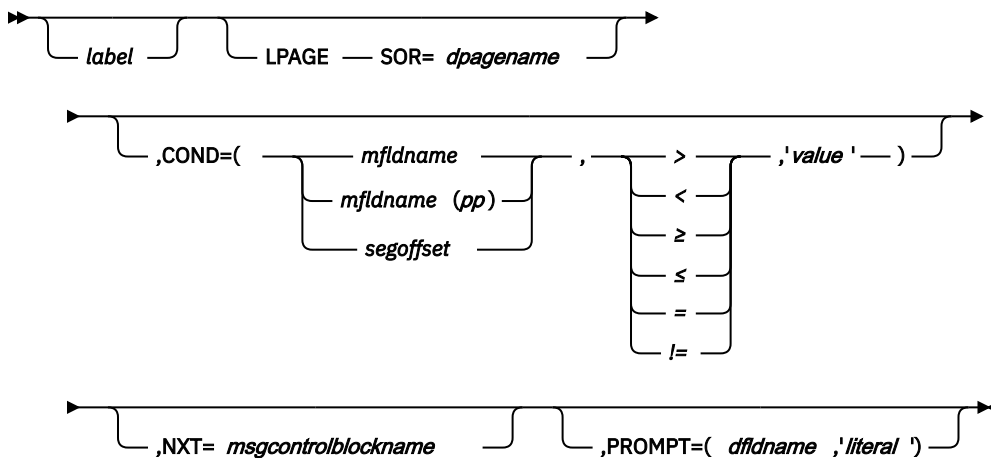 label LPAGE SOR= dpagename
,COND=( mfldname , > ,'value ' )
mfldname (pp) <
segoffset ≥
≤
=
!=
,NXT= msgcontrolblockname ,PROMPT=( dfldname ,'literal ')